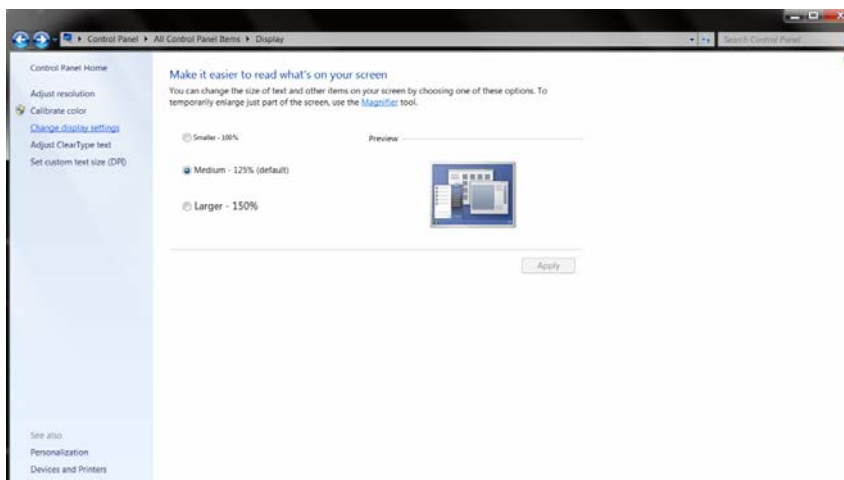 Control Panel ▸ All Control Panel Items ▸ Display
Search Control Panel
Control Panel Home
Adjust resolution
Calibrate color
Change display settings
Adjust ClearType text
Set custom text size (DPI)
See also
Personalization
Devices and Printers
Make it easier to read what's on your screen
You can change the size of text and other items on your screen by choosing one of these options. To
temporarily enlarge just part of the screen, use the Magnifier tool.
Smaller - 100%
Preview
Medium - 125% (default)
Larger - 150%
Apply